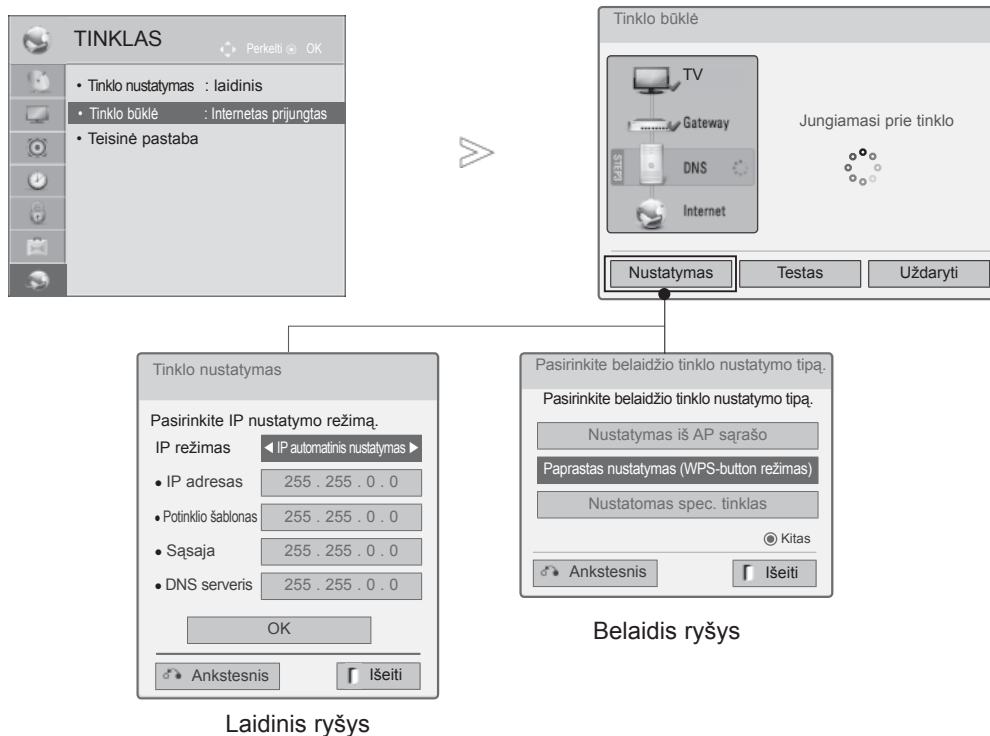 TINKLAS
Perkelti OK
• Tinklo nustatymas : laidinis
• Tinklo būklė : Internetas prijungtas
• Teisinė pastaba
Tinklo būklė
TV
Gateway
STEP3
DNS
Internet
Jungiamasi prie tinklo
Nustatymas Testas Uždaryti
Tinklo nustatymas
Pasirinkite IP nustatymo režimą.
IP režimas ◀ IP automatinis nustatymas ▶
• IP adresas 255 . 255 . 0 . 0
• Potinklio šablonas 255 . 255 . 0 . 0
• Sąsaja 255 . 255 . 0 . 0
• DNS serveris 255 . 255 . 0 . 0
OK
Ankstesnis Išeiti
Laidinis ryšys
Pasirinkite belaidžio tinklo nustatymo tipą.
Pasirinkite belaidžio tinklo nustatymo tipą.
Nustatymas iš AP sąrašo
Paprastas nustatymas (WPS-button režimas)
Nustatomas spec. tinklas
◉ Kitas
Ankstesnis Išeiti
Belaidis ryšys